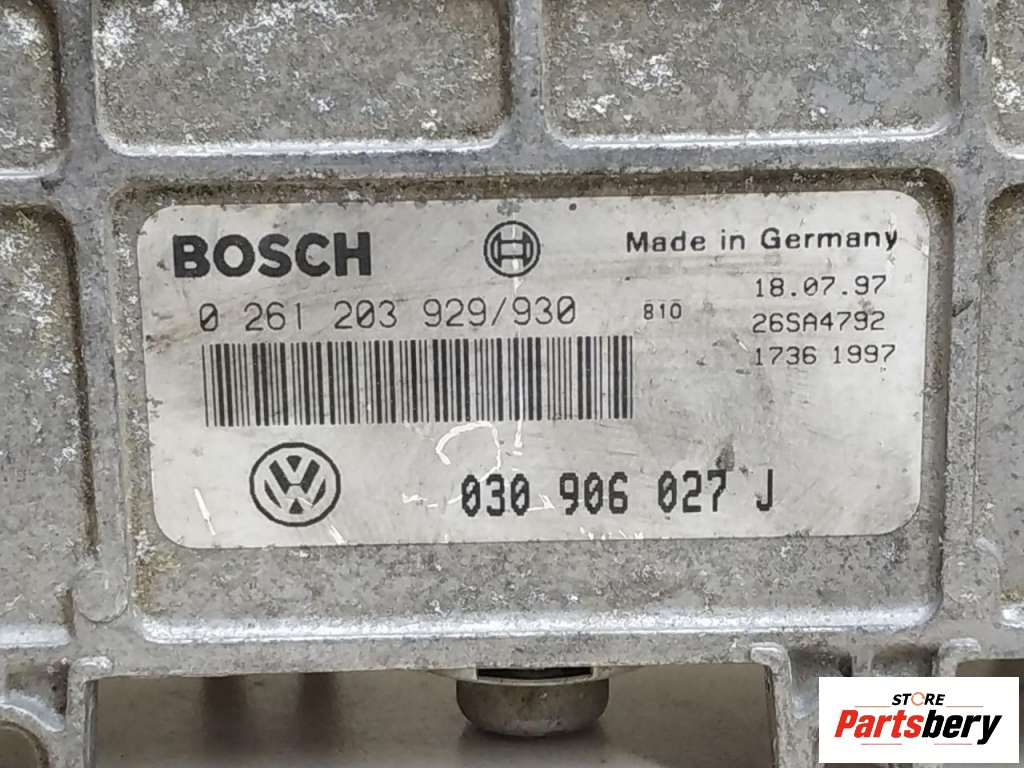 BOSCH
Made in Germany
18.07.97
0 261 203 929/930
810
26SA4792
1736 1997
030 906 027 J
STORE
Partsbery